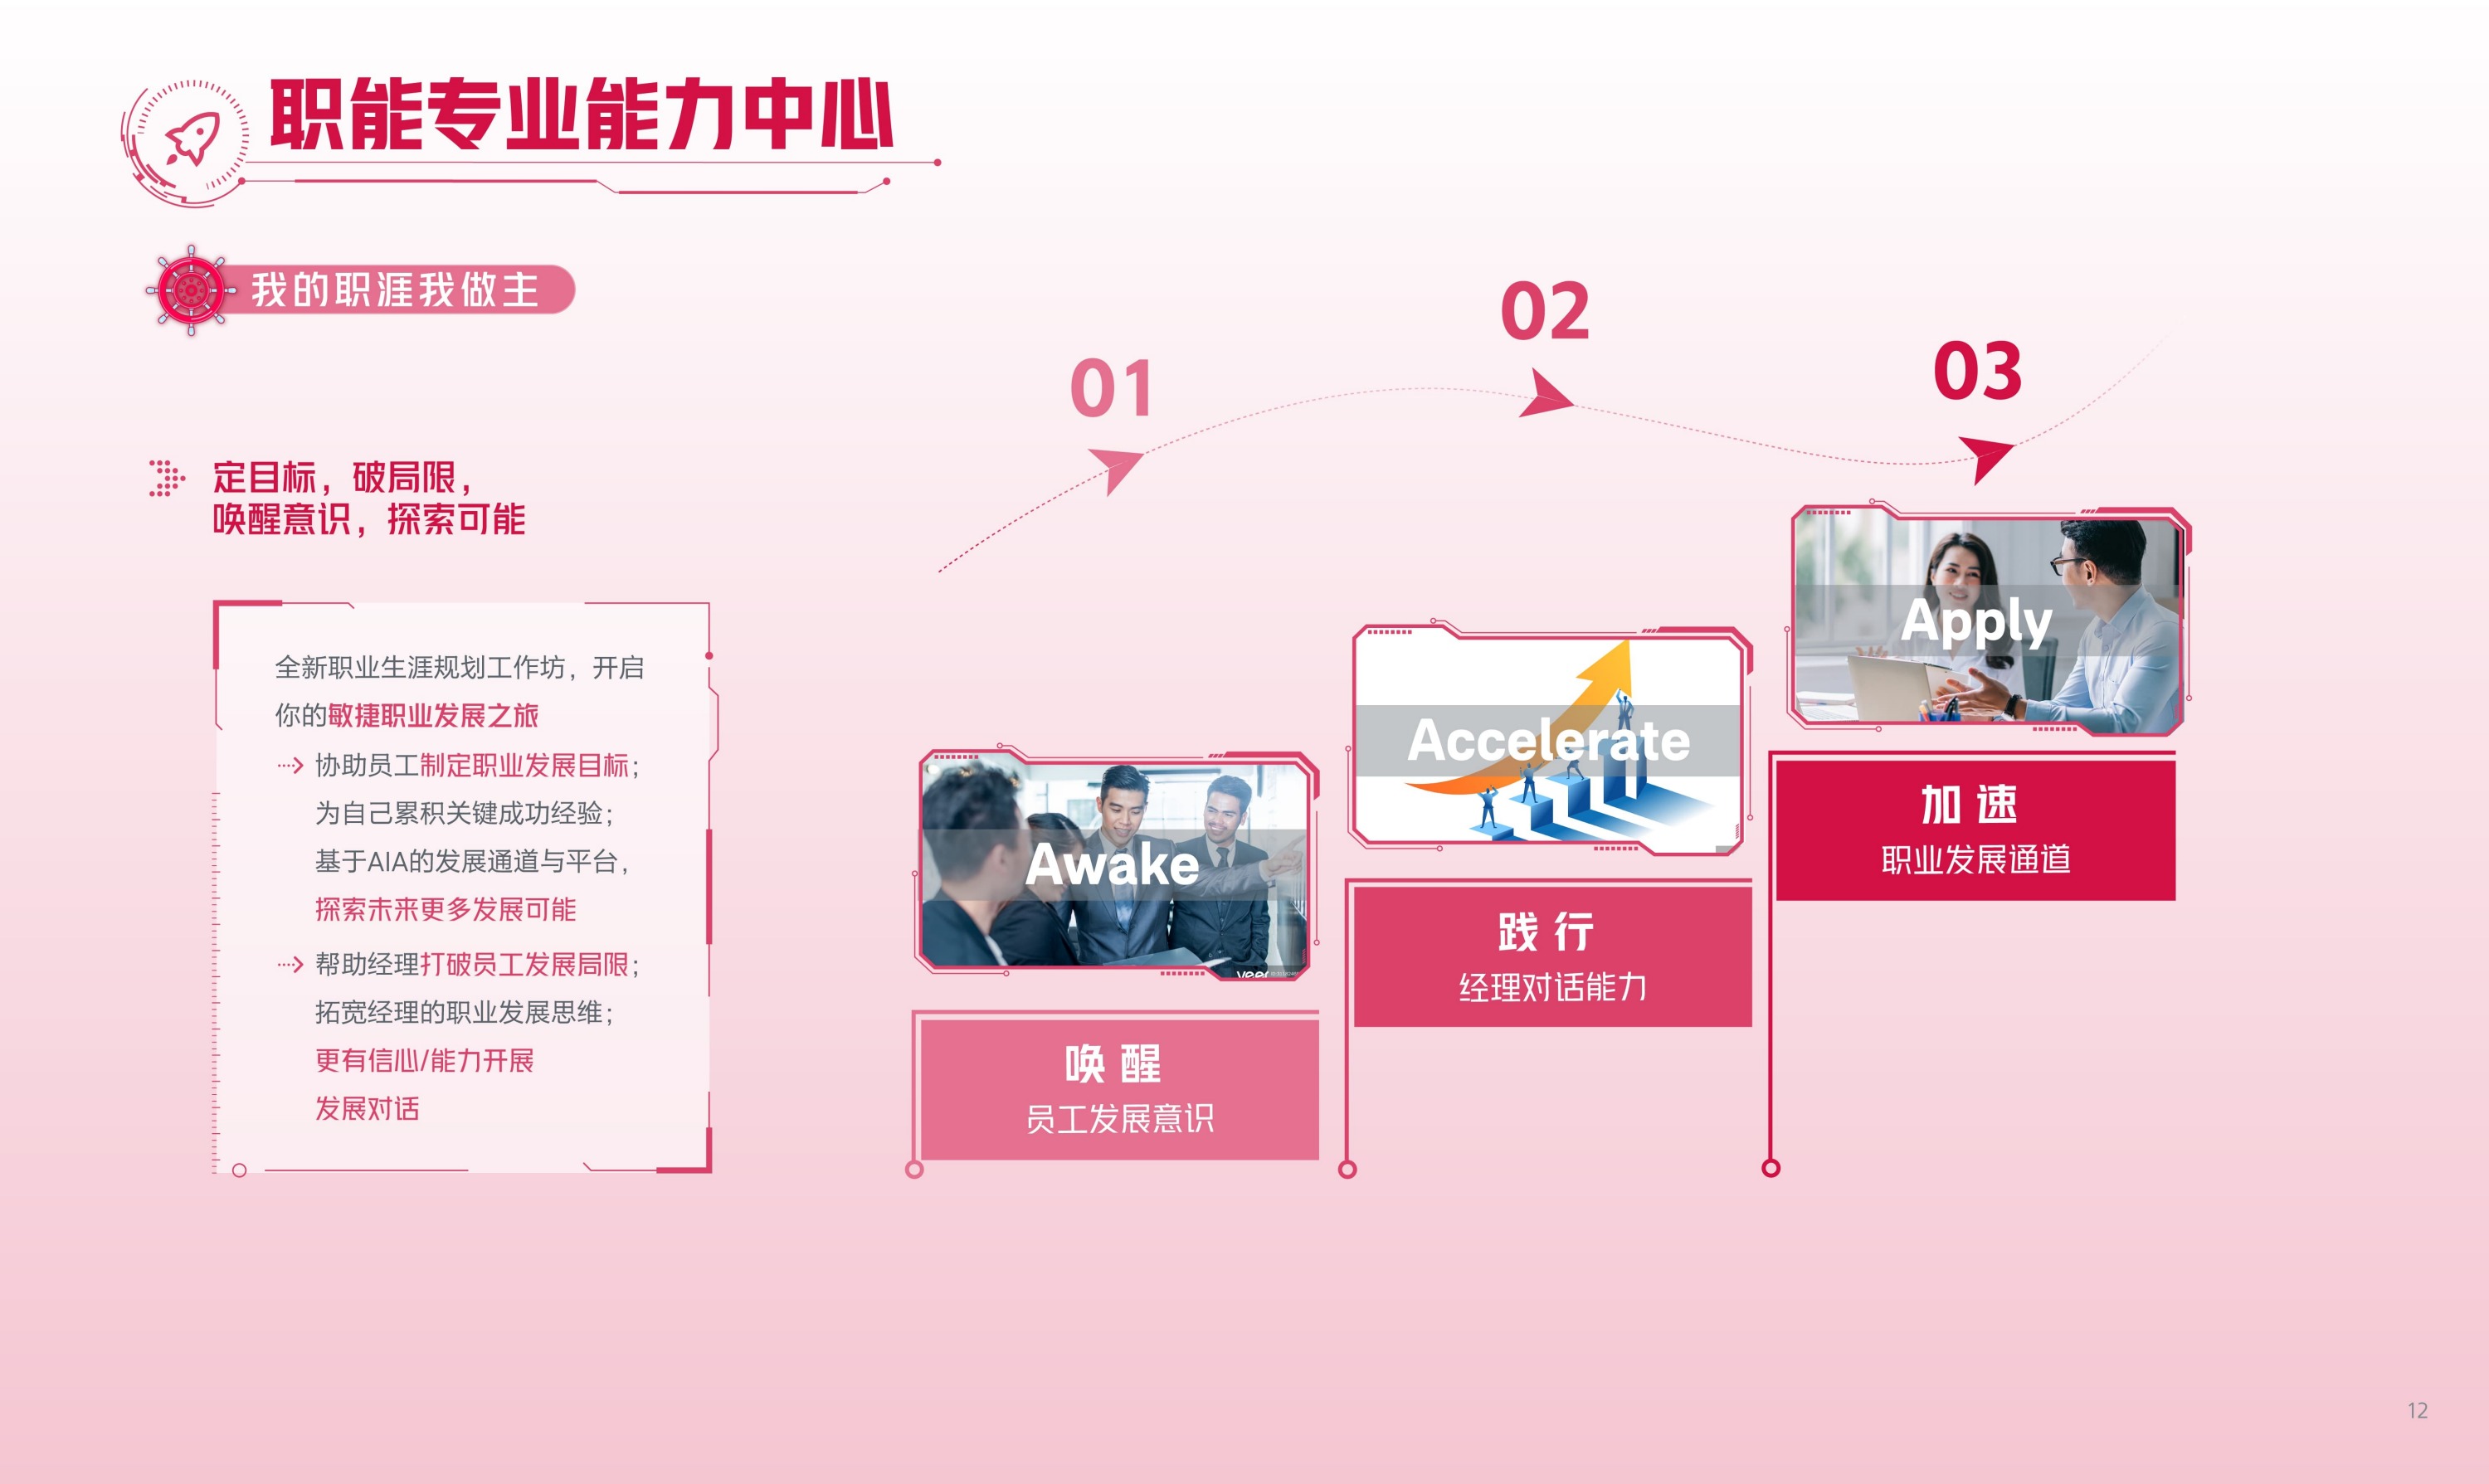 职能专业能力中心
我的职涯我做主
定目标，破局限，
唤醒意识，探索可能
全新职业生涯规划工作坊，开启
你的敏捷职业发展之旅
协助员工制定职业发展目标；
为自己累积关键成功经验；
基于AIA的发展通道与平台，
探索未来更多发展可能
帮助经理打破员工发展局限；
拓宽经理的职业发展思维；
更有信心/能力开展
发展对话
01
Awake
veer
唤醒
员工发展意识
02
Accelerate
践行
经理对话能力
03
Apply
加速
职业发展通道
12